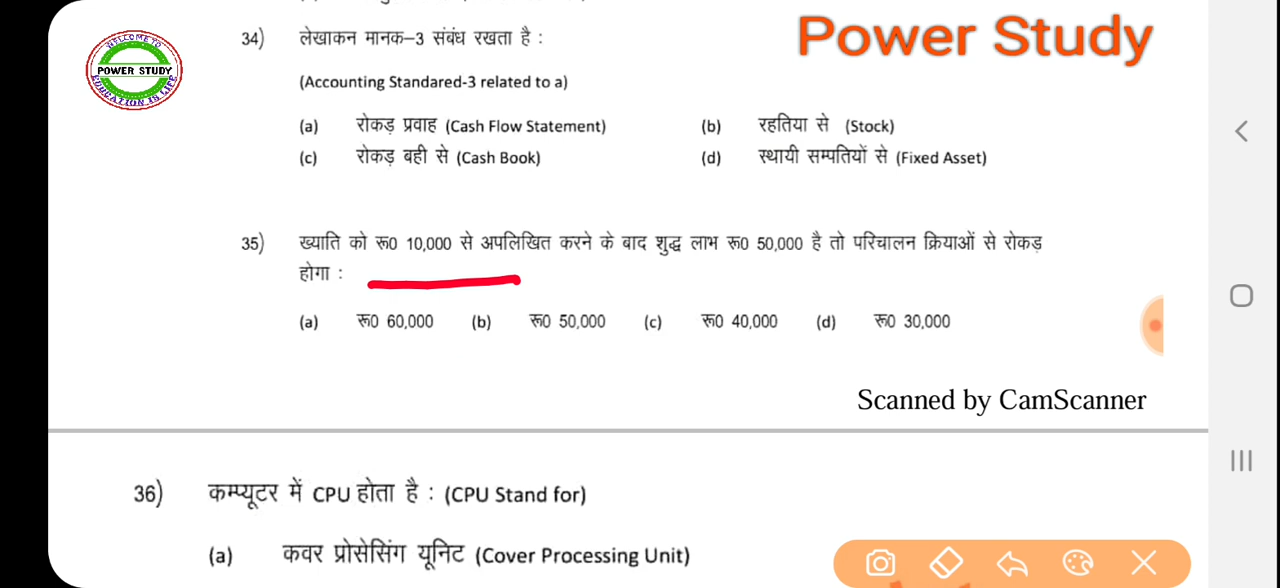 Power Study
WELCOME TO
POWER STUDY
EDUCATION IS LIFE
34) लेखाकन मानक–3 संबंध रखता है :
(Accounting Standared-3 related to a)
(a) रोकड़ प्रवाह (Cash Flow Statement) (b) रहतिया से (Stock)
(c) रोकड़ बही से (Cash Book) (d) स्थायी सम्पतियों से (Fixed Asset)
35) ख्याति को रू0 10,000 से अपलिखित करने के बाद शुद्ध लाभ रू0 50,000 है तो परिचालन क्रियाओं से रोकड़
होगा :
(a) रू0 60,000 (b) रू0 50,000 (c) रू0 40,000 (d) रू0 30,000
Scanned by CamScanner
36) कम्प्यूटर में CPU होता है : (CPU Stand for)
(a) कवर प्रोसेसिंग यूनिट (Cover Processing Unit)